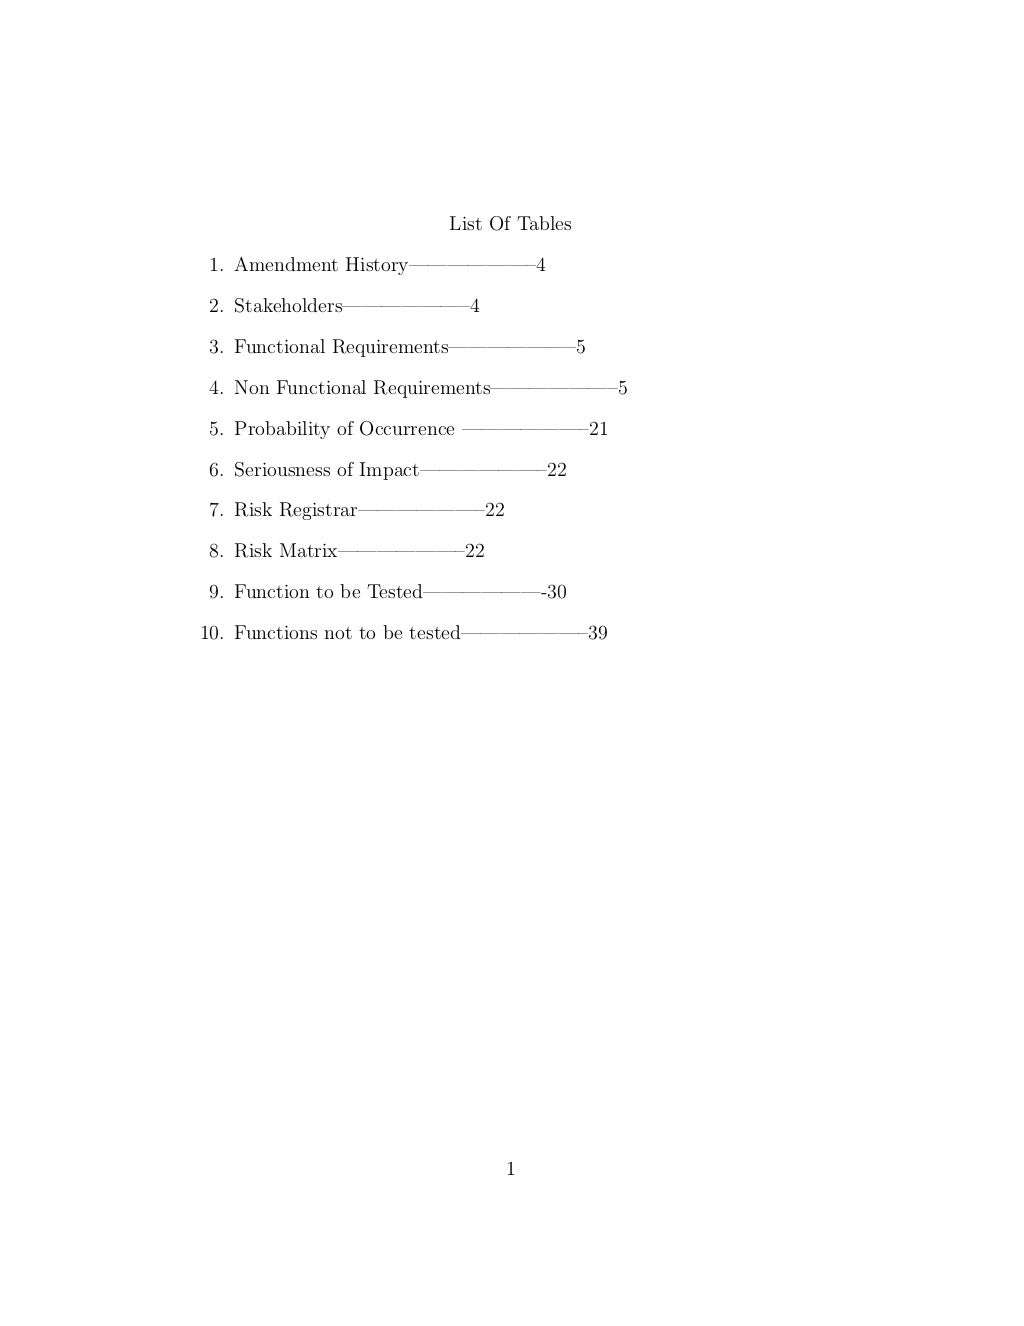 List Of Tables
1. Amendment History——————–4
2. Stakeholders——————–4
3. Functional Requirements——————–5
4. Non Functional Requirements——————–5
5. Probability of Occurrence ——————–21
6. Seriousness of Impact——————–22
7. Risk Registrar——————–22
8. Risk Matrix——————–22
9. Function to be Tested——————-30
10. Functions not to be tested——————–39
1